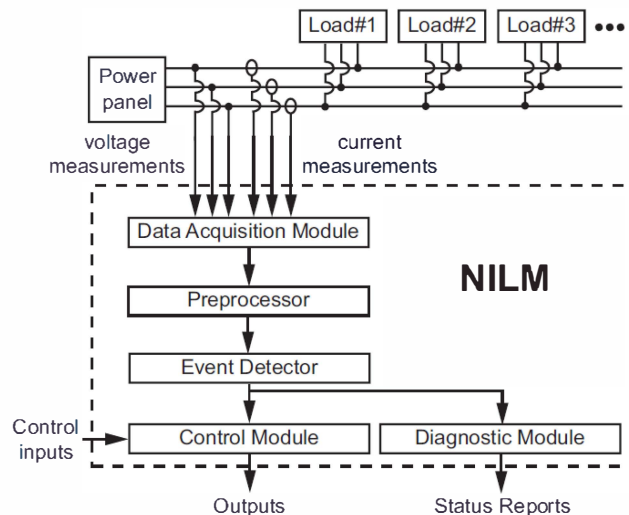 Load#1
Load#2
Load#3
•••
Power
panel
voltage
measurements
current
measurements
Data Acquisition Module
NILM
Preprocessor
Event Detector
Control
inputs
Control Module
Diagnostic Module
Outputs
Status Reports